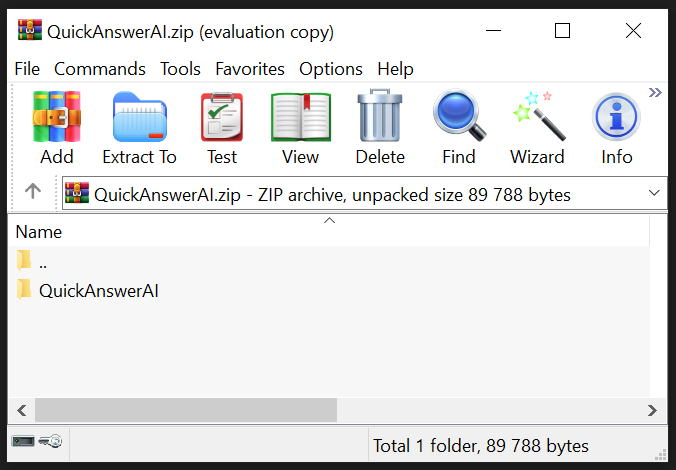 QuickAnswerAI.zip (evaluation copy)
File Commands Tools Favorites Options Help
Add Extract To Test View Delete Find Wizard Info
QuickAnswerAI.zip - ZIP archive, unpacked size 89 788 bytes
Name
..
QuickAnswerAI
Total 1 folder, 89 788 bytes